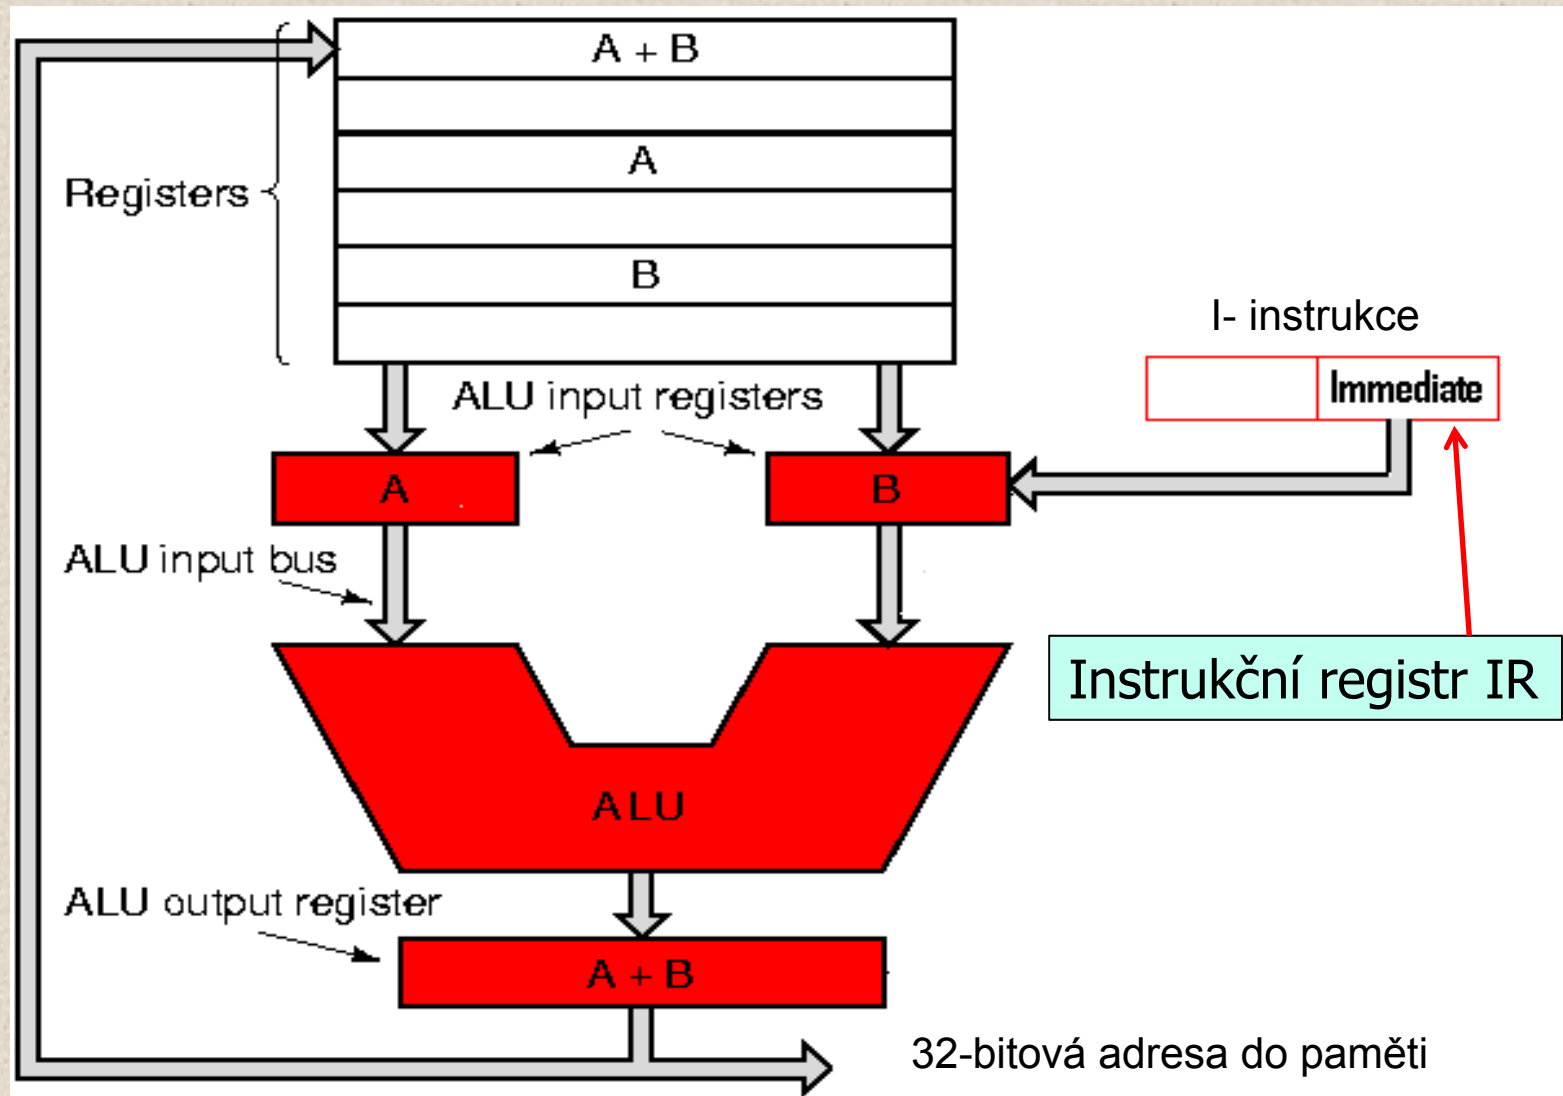 A + B
A
Registers
B
I- instrukce
Immediate
ALU input registers
A
B
ALU input bus
Instrukční registr IR
ALU
ALU output register
A + B
32-bitová adresa do paměti